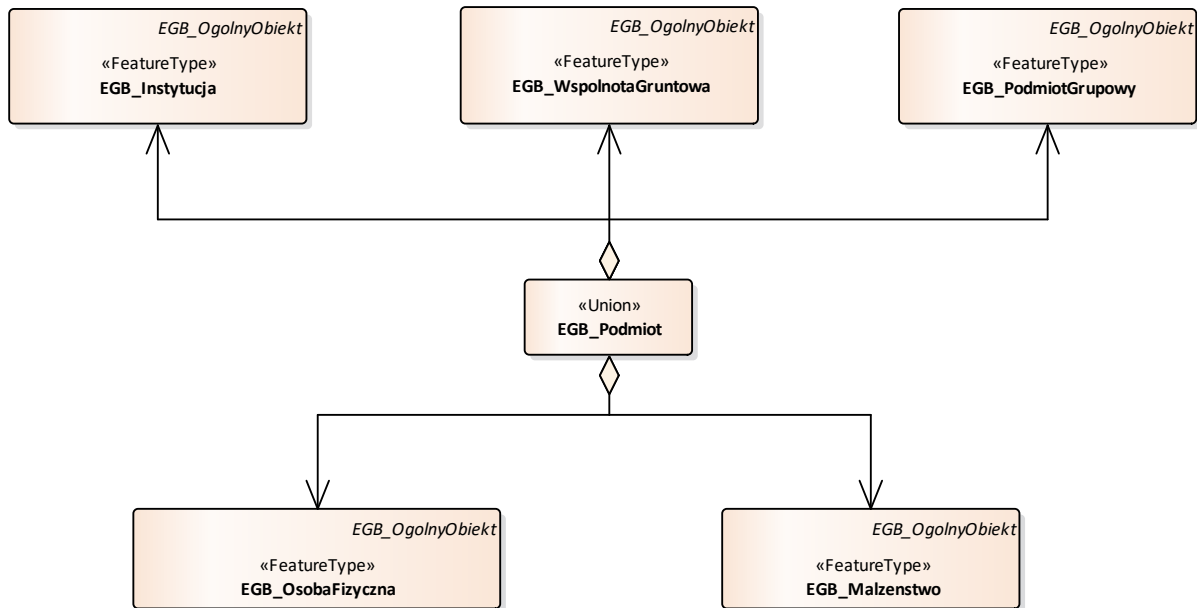 EGB_OgolnyObiekt
«FeatureType»
EGB_Instytucja
EGB_OgolnyObiekt
«FeatureType»
EGB_WspolnotaGruntowa
EGB_OgolnyObiekt
«FeatureType»
EGB_PodmiotGrupowy
«Union»
EGB_Podmiot
EGB_OgolnyObiekt
«FeatureType»
EGB_OsobaFizyczna
EGB_OgolnyObiekt
«FeatureType»
EGB_Malzenstwo